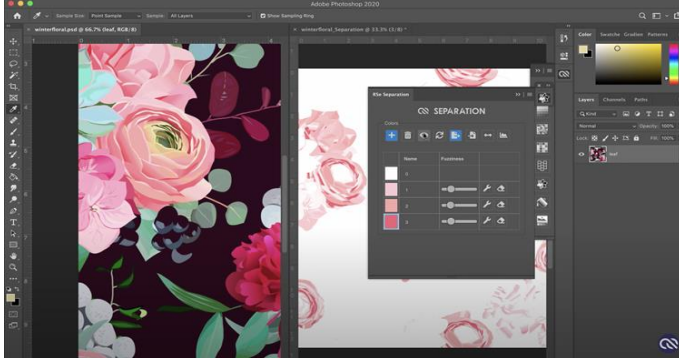 Adobe Photoshop 2020
Sample Size: Point Sample
Sample: All Layers
Show Sampling Ring
winterfloral.psd @ 66.7% (leaf, RGB/8)
winterfloral_Separation @ 33.3% (3/8) *
Color Swatche Gradien Patterns
RSe Separation
SEPARATION
Colors
Name Fuzziness
0
1
2
3
Layers Channels Paths
Kind
Normal
Opacity: 100%
Lock:
Fill: 100%
leaf